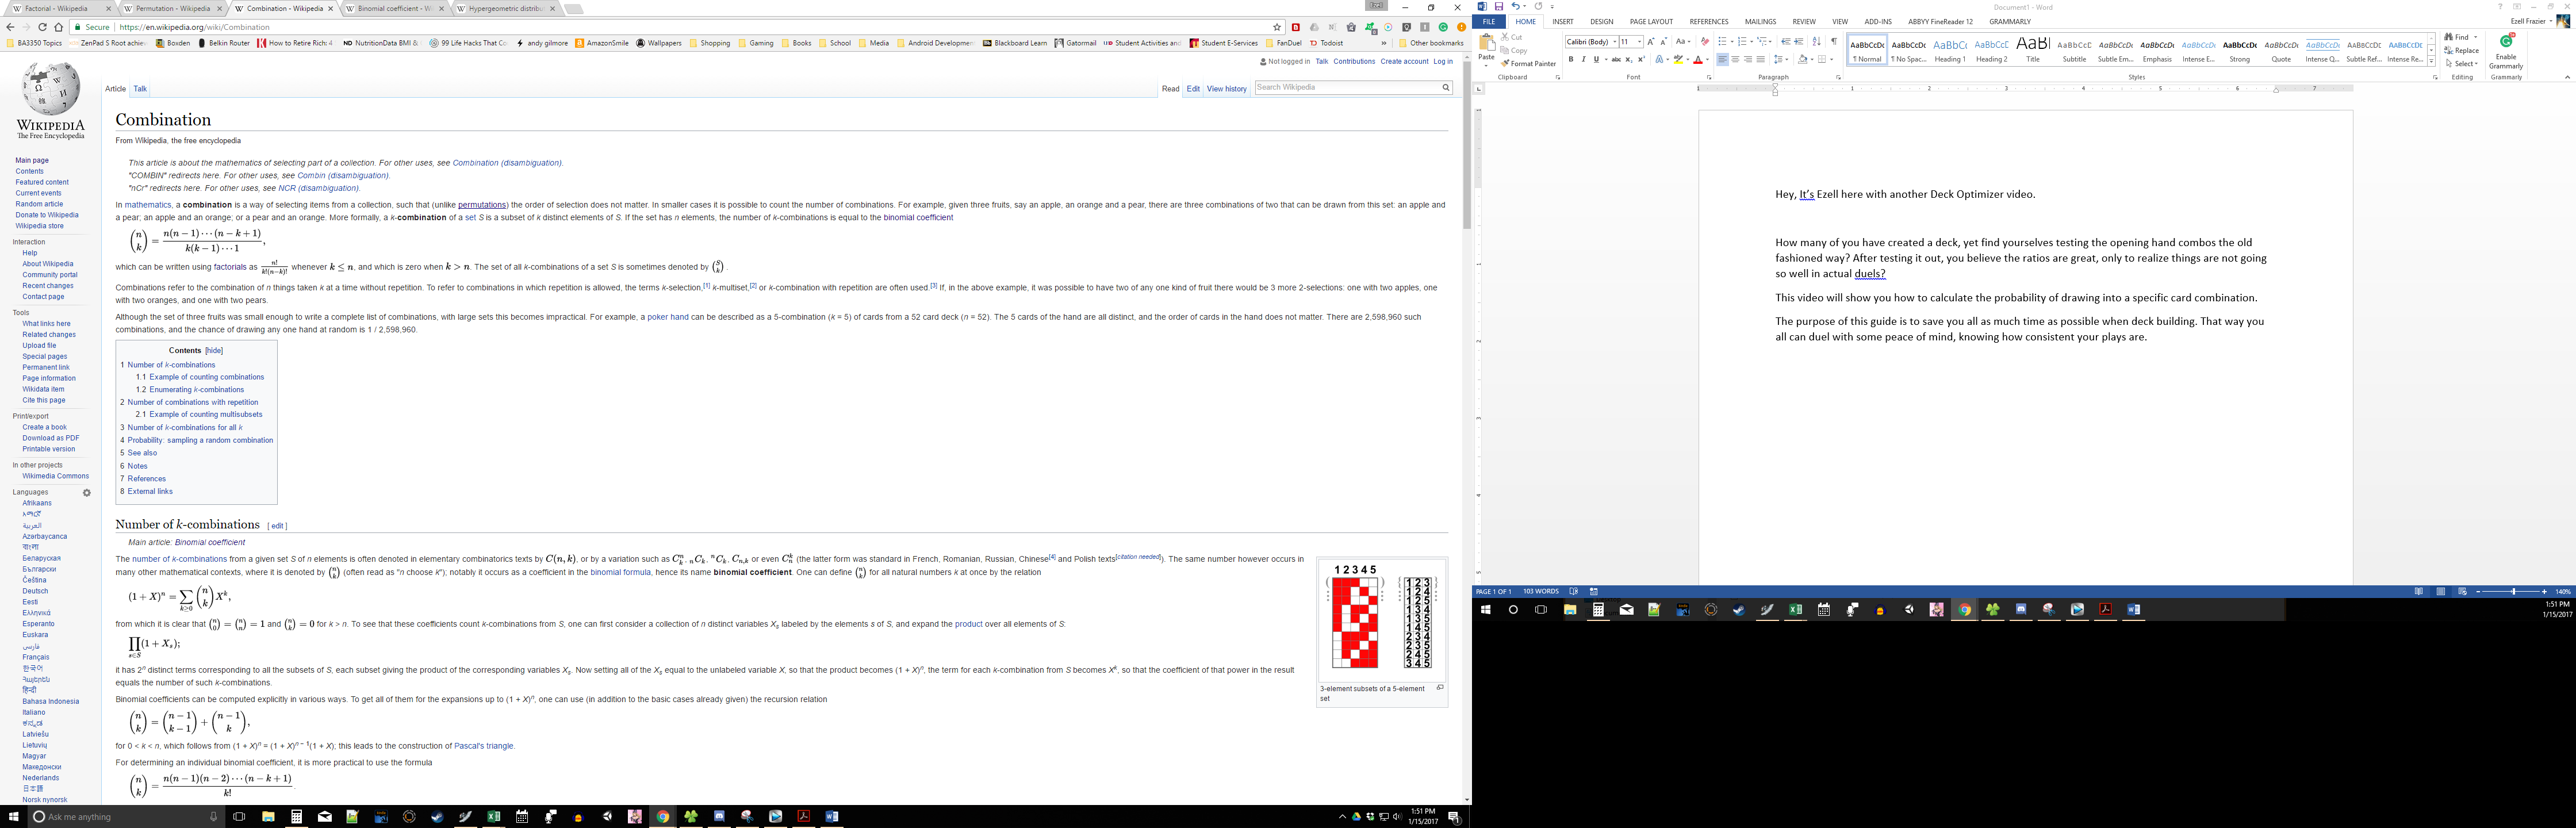 Factorial - Wikipedia
Permutation - Wikipedia
Combination - Wikipedia
Binomial coefficient - Wi
Hypergeometric distribut
Secure
https://en.wikipedia.org/wiki/Combination
BA3350 Topics
ZenPad S Root achiev
Boxden
Belkin Router
How to Retire Rich: 4
NutritionData BMI &
99 Life Hacks That Co
andy gilmore
AmazonSmile
Wallpapers
Shopping
Gaming
Books
School
Media
Android Developmen
Blackboard Learn
Gatormail
Student Activities and
Student E-Services
FanDuel
Todoist
Other bookmarks
Not logged in Talk Contributions Create account Log in
Article Talk
Read Edit View history
Search Wikipedia
WIKIPEDIA
The Free Encyclopedia
Main page
Contents
Featured content
Current events
Random article
Donate to Wikipedia
Wikipedia store
Interaction
Help
About Wikipedia
Community portal
Recent changes
Contact page
Tools
What links here
Related changes
Upload file
Special pages
Permanent link
Page information
Wikidata item
Cite this page
Print/export
Create a book
Download as PDF
Printable version
In other projects
Wikimedia Commons
Languages
Afrikaans
አማርኛ
العربية
Azərbaycanca
বাংলা
Беларуская
Български
Čeština
Deutsch
Eesti
Ελληνικά
Esperanto
Euskara
فارسی
Français
한국어
Հայերեն
हिन्दी
Bahasa Indonesia
Italiano
ಕನ್ನಡ
Latviešu
Lietuvių
Magyar
Македонски
Nederlands
日本語
Norsk nynorsk
Combination
From Wikipedia, the free encyclopedia
This article is about the mathematics of selecting part of a collection. For other uses, see Combination (disambiguation).
"COMBIN" redirects here. For other uses, see Combin (disambiguation).
"nCr" redirects here. For other uses, see NCR (disambiguation).
In mathematics, a combination is a way of selecting items from a collection, such that (unlike permutations) the order of selection does not matter. In smaller cases it is possible to count the number of combinations. For example, given three fruits, say an apple, an orange and a pear, there are three combinations of two that can be drawn from this set: an apple and
a pear; an apple and an orange; or a pear and an orange. More formally, a k-combination of a set S is a subset of k distinct elements of S. If the set has n elements, the number of k-combinations is equal to the binomial coefficient
(n k) = n(n − 1)⋯(n − k + 1) / k(k − 1)⋯1,
which can be written using factorials as n!/k!(n−k)! whenever k ≤ n, and which is zero when k > n. The set of all k-combinations of a set S is sometimes denoted by (S k).
Combinations refer to the combination of n things taken k at a time without repetition. To refer to combinations in which repetition is allowed, the terms k-selection,[1] k-multiset,[2] or k-combination with repetition are often used.[3] If, in the above example, it was possible to have two of any one kind of fruit there would be 3 more 2-selections: one with two apples, one
with two oranges, and one with two pears.
Although the set of three fruits was small enough to write a complete list of combinations, with large sets this becomes impractical. For example, a poker hand can be described as a 5-combination (k = 5) of cards from a 52 card deck (n = 52). The 5 cards of the hand are all distinct, and the order of cards in the hand does not matter. There are 2,598,960 such
combinations, and the chance of drawing any one hand at random is 1 / 2,598,960.
Contents [hide]
1 Number of k-combinations
1.1 Example of counting combinations
1.2 Enumerating k-combinations
2 Number of combinations with repetition
2.1 Example of counting multisubsets
3 Number of k-combinations for all k
4 Probability: sampling a random combination
5 See also
6 Notes
7 References
8 External links
Number of k-combinations [ edit ]
Main article: Binomial coefficient
The number of k-combinations from a given set S of n elements is often denoted in elementary combinatorics texts by C(n, k), or by a variation such as C^n_k, nCk, ^nCk, Cn,k or even C^k_n (the latter form was standard in French, Romanian, Russian, Chinese[4] and Polish texts[citation needed]). The same number however occurs in
many other mathematical contexts, where it is denoted by (n k) (often read as "n choose k"); notably it occurs as a coefficient in the binomial formula, hence its name binomial coefficient. One can define (n k) for all natural numbers k at once by the relation
(1 + X)^n = ∑k≥0 (n k) X^k,
from which it is clear that (n 0) = (n n) = 1 and (n k) = 0 for k > n. To see that these coefficients count k-combinations from S, one can first consider a collection of n distinct variables Xs labeled by the elements s of S, and expand the product over all elements of S:
∏s∈S (1 + Xs);
it has 2^n distinct terms corresponding to all the subsets of S, each subset giving the product of the corresponding variables Xs. Now setting all of the Xs equal to the unlabeled variable X, so that the product becomes (1 + X)^n, the term for each k-combination from S becomes X^k, so that the coefficient of that power in the result
equals the number of such k-combinations.
Binomial coefficients can be computed explicitly in various ways. To get all of them for the expansions up to (1 + X)^n, one can use (in addition to the basic cases already given) the recursion relation
(n k) = (n − 1 k − 1) + (n − 1 k),
for 0 < k < n, which follows from (1 + X)^n = (1 + X)^n − 1(1 + X); this leads to the construction of Pascal's triangle.
For determining an individual binomial coefficient, it is more practical to use the formula
(n k) = n(n − 1)(n − 2)⋯(n − k + 1) / k!.
1 2 3 4 5
1 2 3
1 2 4
1 2 5
1 3 4
1 3 5
1 4 5
2 3 4
2 3 5
2 4 5
3 4 5
3-element subsets of a 5-element
set
Ask me anything
1:51 PM
1/15/2017
Document1 - Word
FILE HOME INSERT DESIGN PAGE LAYOUT REFERENCES MAILINGS REVIEW VIEW ADD-INS ABBYY FineReader 12 GRAMMARLY
Ezell Frazier
Paste
Cut
Copy
Format Painter
Clipboard
Calibri (Body) 11
Font
Paragraph
¶ Normal
¶ No Spac...
Heading 1
Heading 2
Title
Subtitle
Subtle Em...
Emphasis
Intense E...
Strong
Quote
Intense Q...
Subtle Ref...
Intense Re...
Styles
Find
Replace
Select
Editing
Enable
Grammarly
Grammarly
Hey, It's Ezell here with another Deck Optimizer video.
How many of you have created a deck, yet find yourselves testing the opening hand combos the old
fashioned way? After testing it out, you believe the ratios are great, only to realize things are not going
so well in actual duels?
This video will show you how to calculate the probability of drawing into a specific card combination.
The purpose of this guide is to save you all as much time as possible when deck building. That way you
all can duel with some peace of mind, knowing how consistent your plays are.
PAGE 1 OF 1 103 WORDS
140%
1:51 PM
1/15/2017